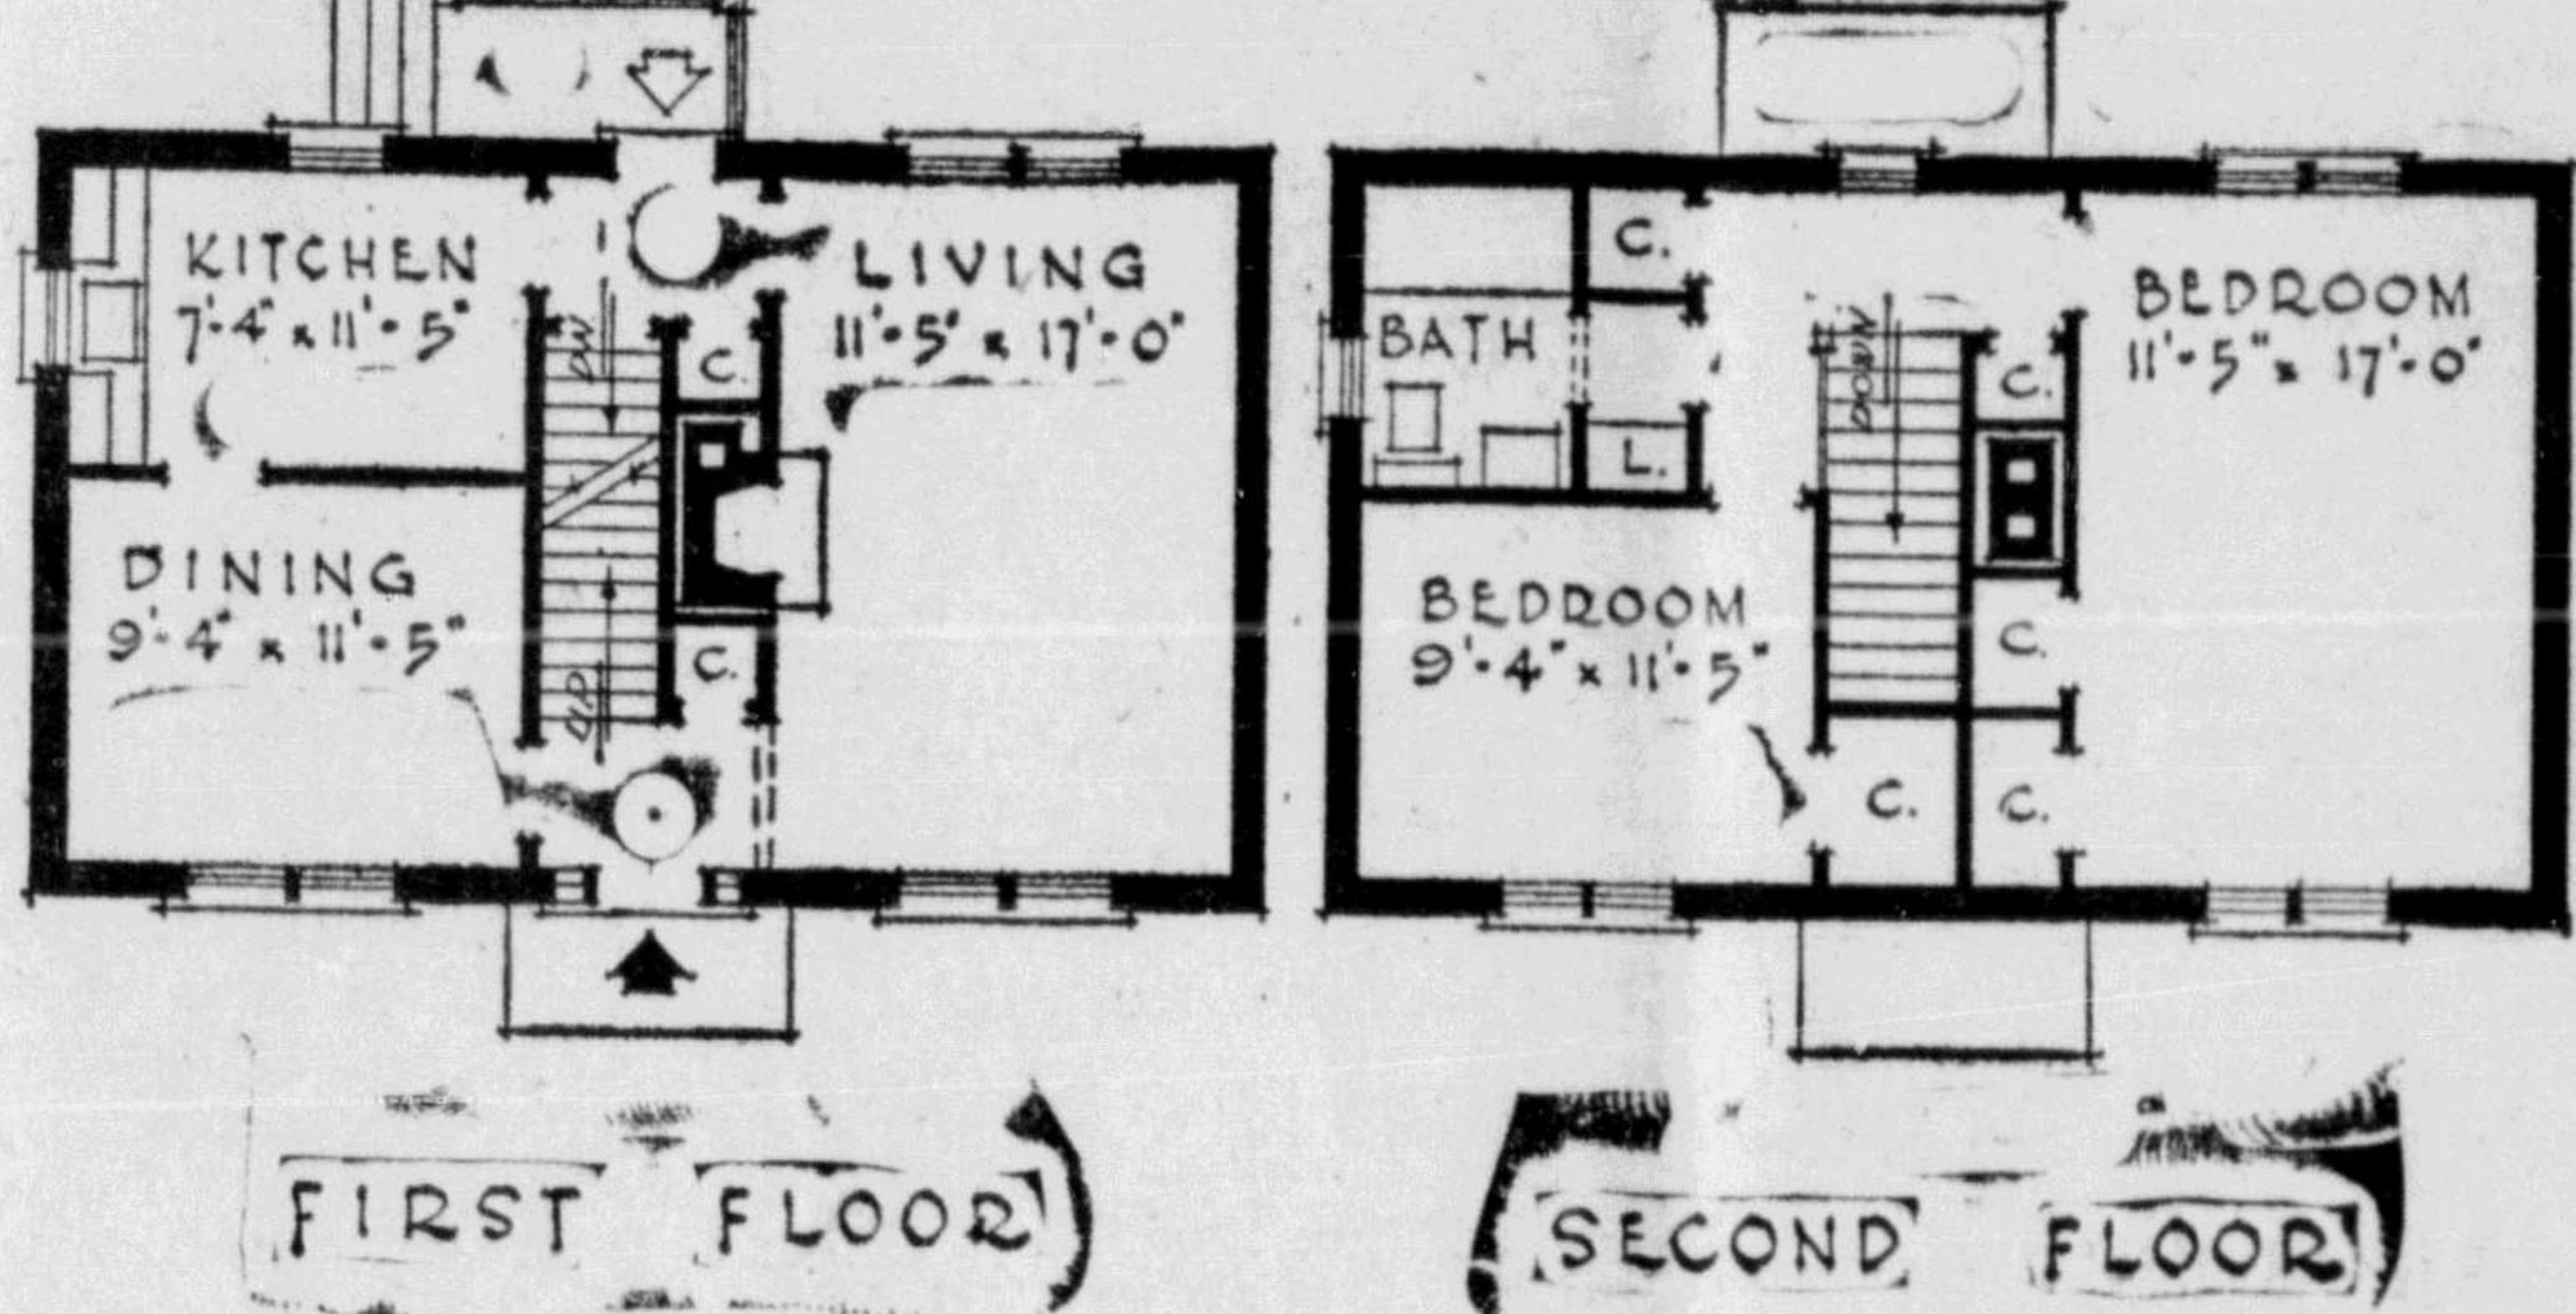 KITCHEN
7'-4" x 11'-5"
DN
C.
LIVING
11'-5" x 17'-0"
DINING
9'-4" x 11'-5"
UP
C.
FIRST FLOOR
C.
BATH
L.
DOWN
C.
BEDROOM
11'-5" x 17'-0"
BEDROOM
9'-4" x 11'-5"
C.
C.
C.
SECOND FLOOR